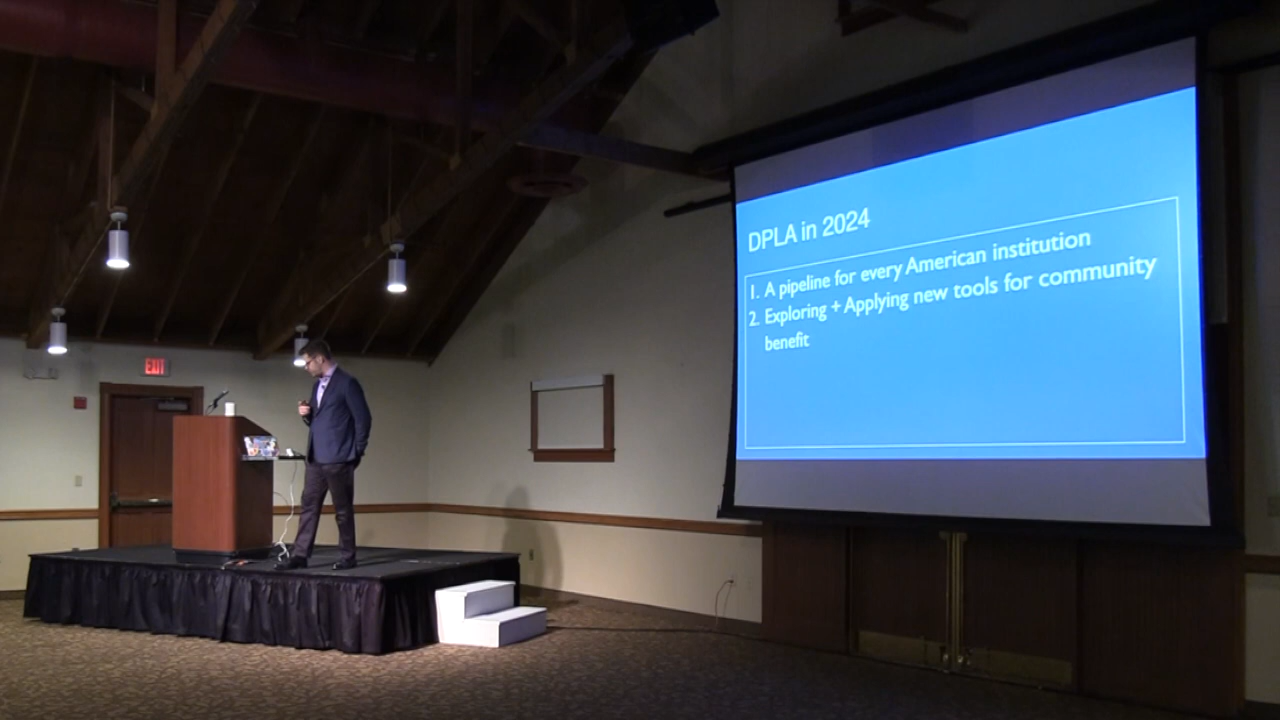 EXIT
DPLA in 2024
1. A pipeline for every American institution
2. Exploring + Applying new tools for community
benefit